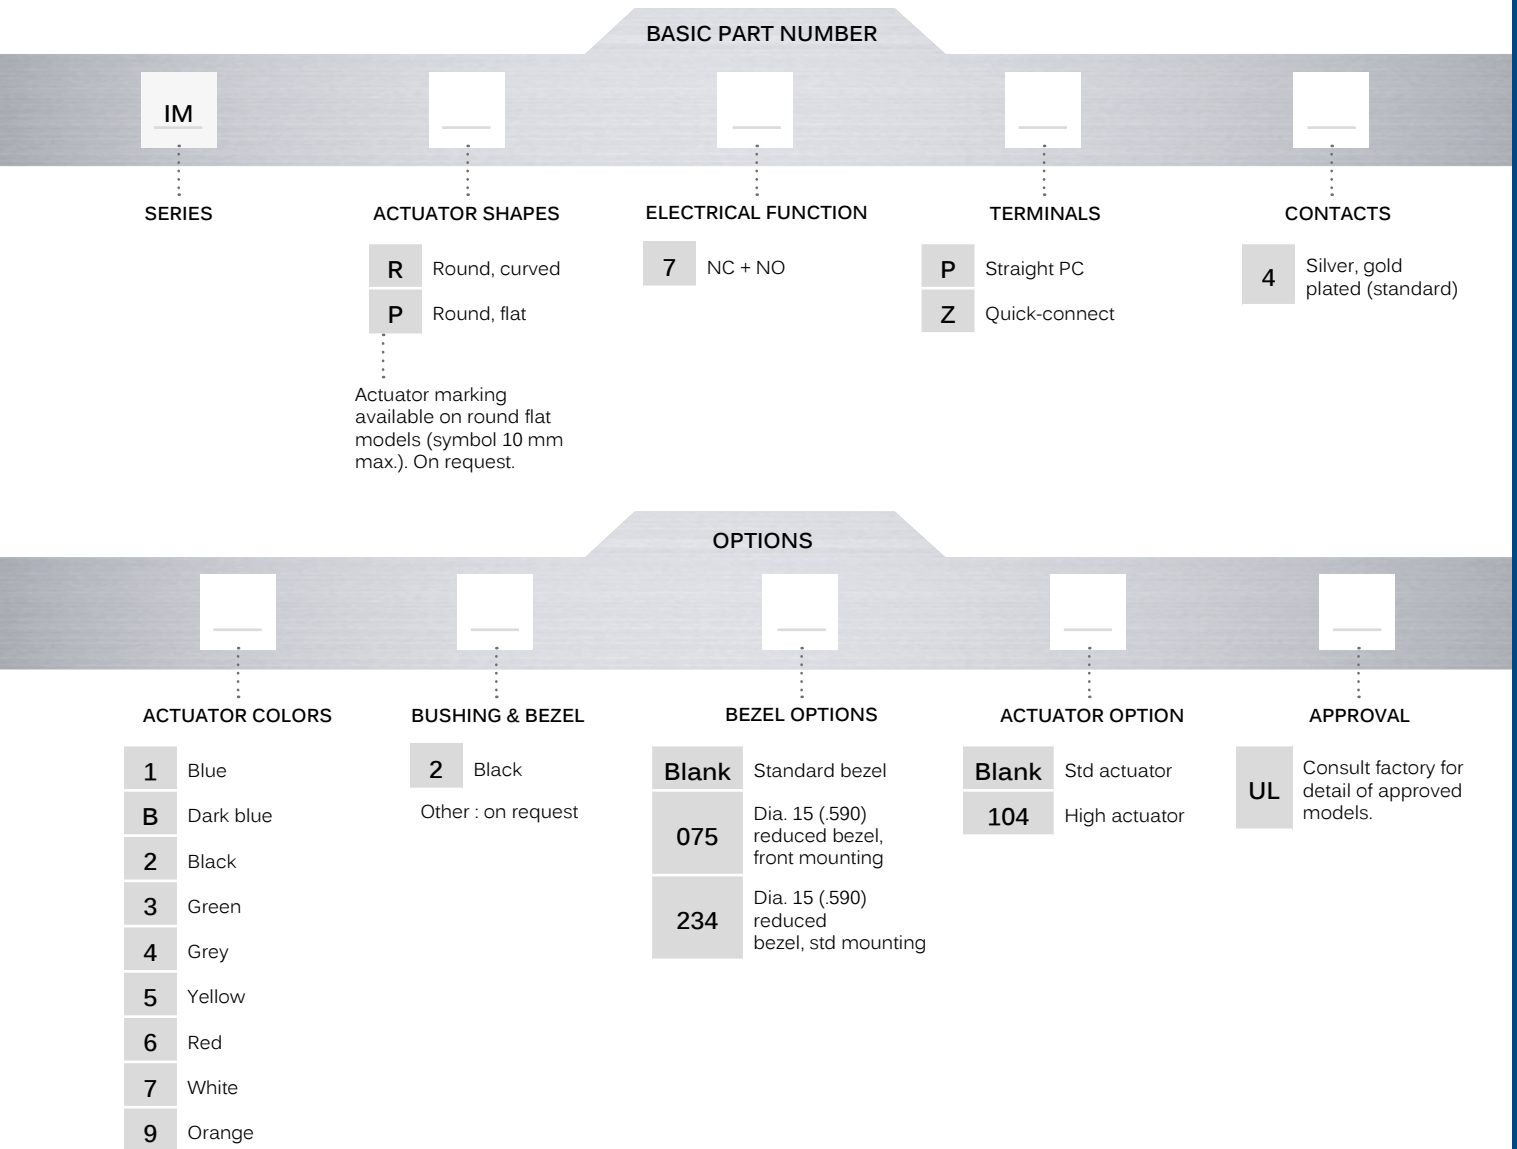 BASIC PART NUMBER
IM
SERIES
ACTUATOR SHAPES
R Round, curved
P Round, flat
Actuator marking
available on round flat
models (symbol 10 mm
max.). On request.
ELECTRICAL FUNCTION
7 NC + NO
TERMINALS
P Straight PC
Z Quick-connect
CONTACTS
4 Silver, gold
plated (standard)
OPTIONS
ACTUATOR COLORS
1 Blue
B Dark blue
2 Black
3 Green
4 Grey
5 Yellow
6 Red
7 White
9 Orange
BUSHING & BEZEL
2 Black
Other : on request
BEZEL OPTIONS
Blank Standard bezel
075 Dia. 15 (.590)
reduced bezel,
front mounting
234 Dia. 15 (.590)
reduced
bezel, std mounting
ACTUATOR OPTION
Blank Std actuator
104 High actuator
APPROVAL
UL Consult factory for
detail of approved
models.